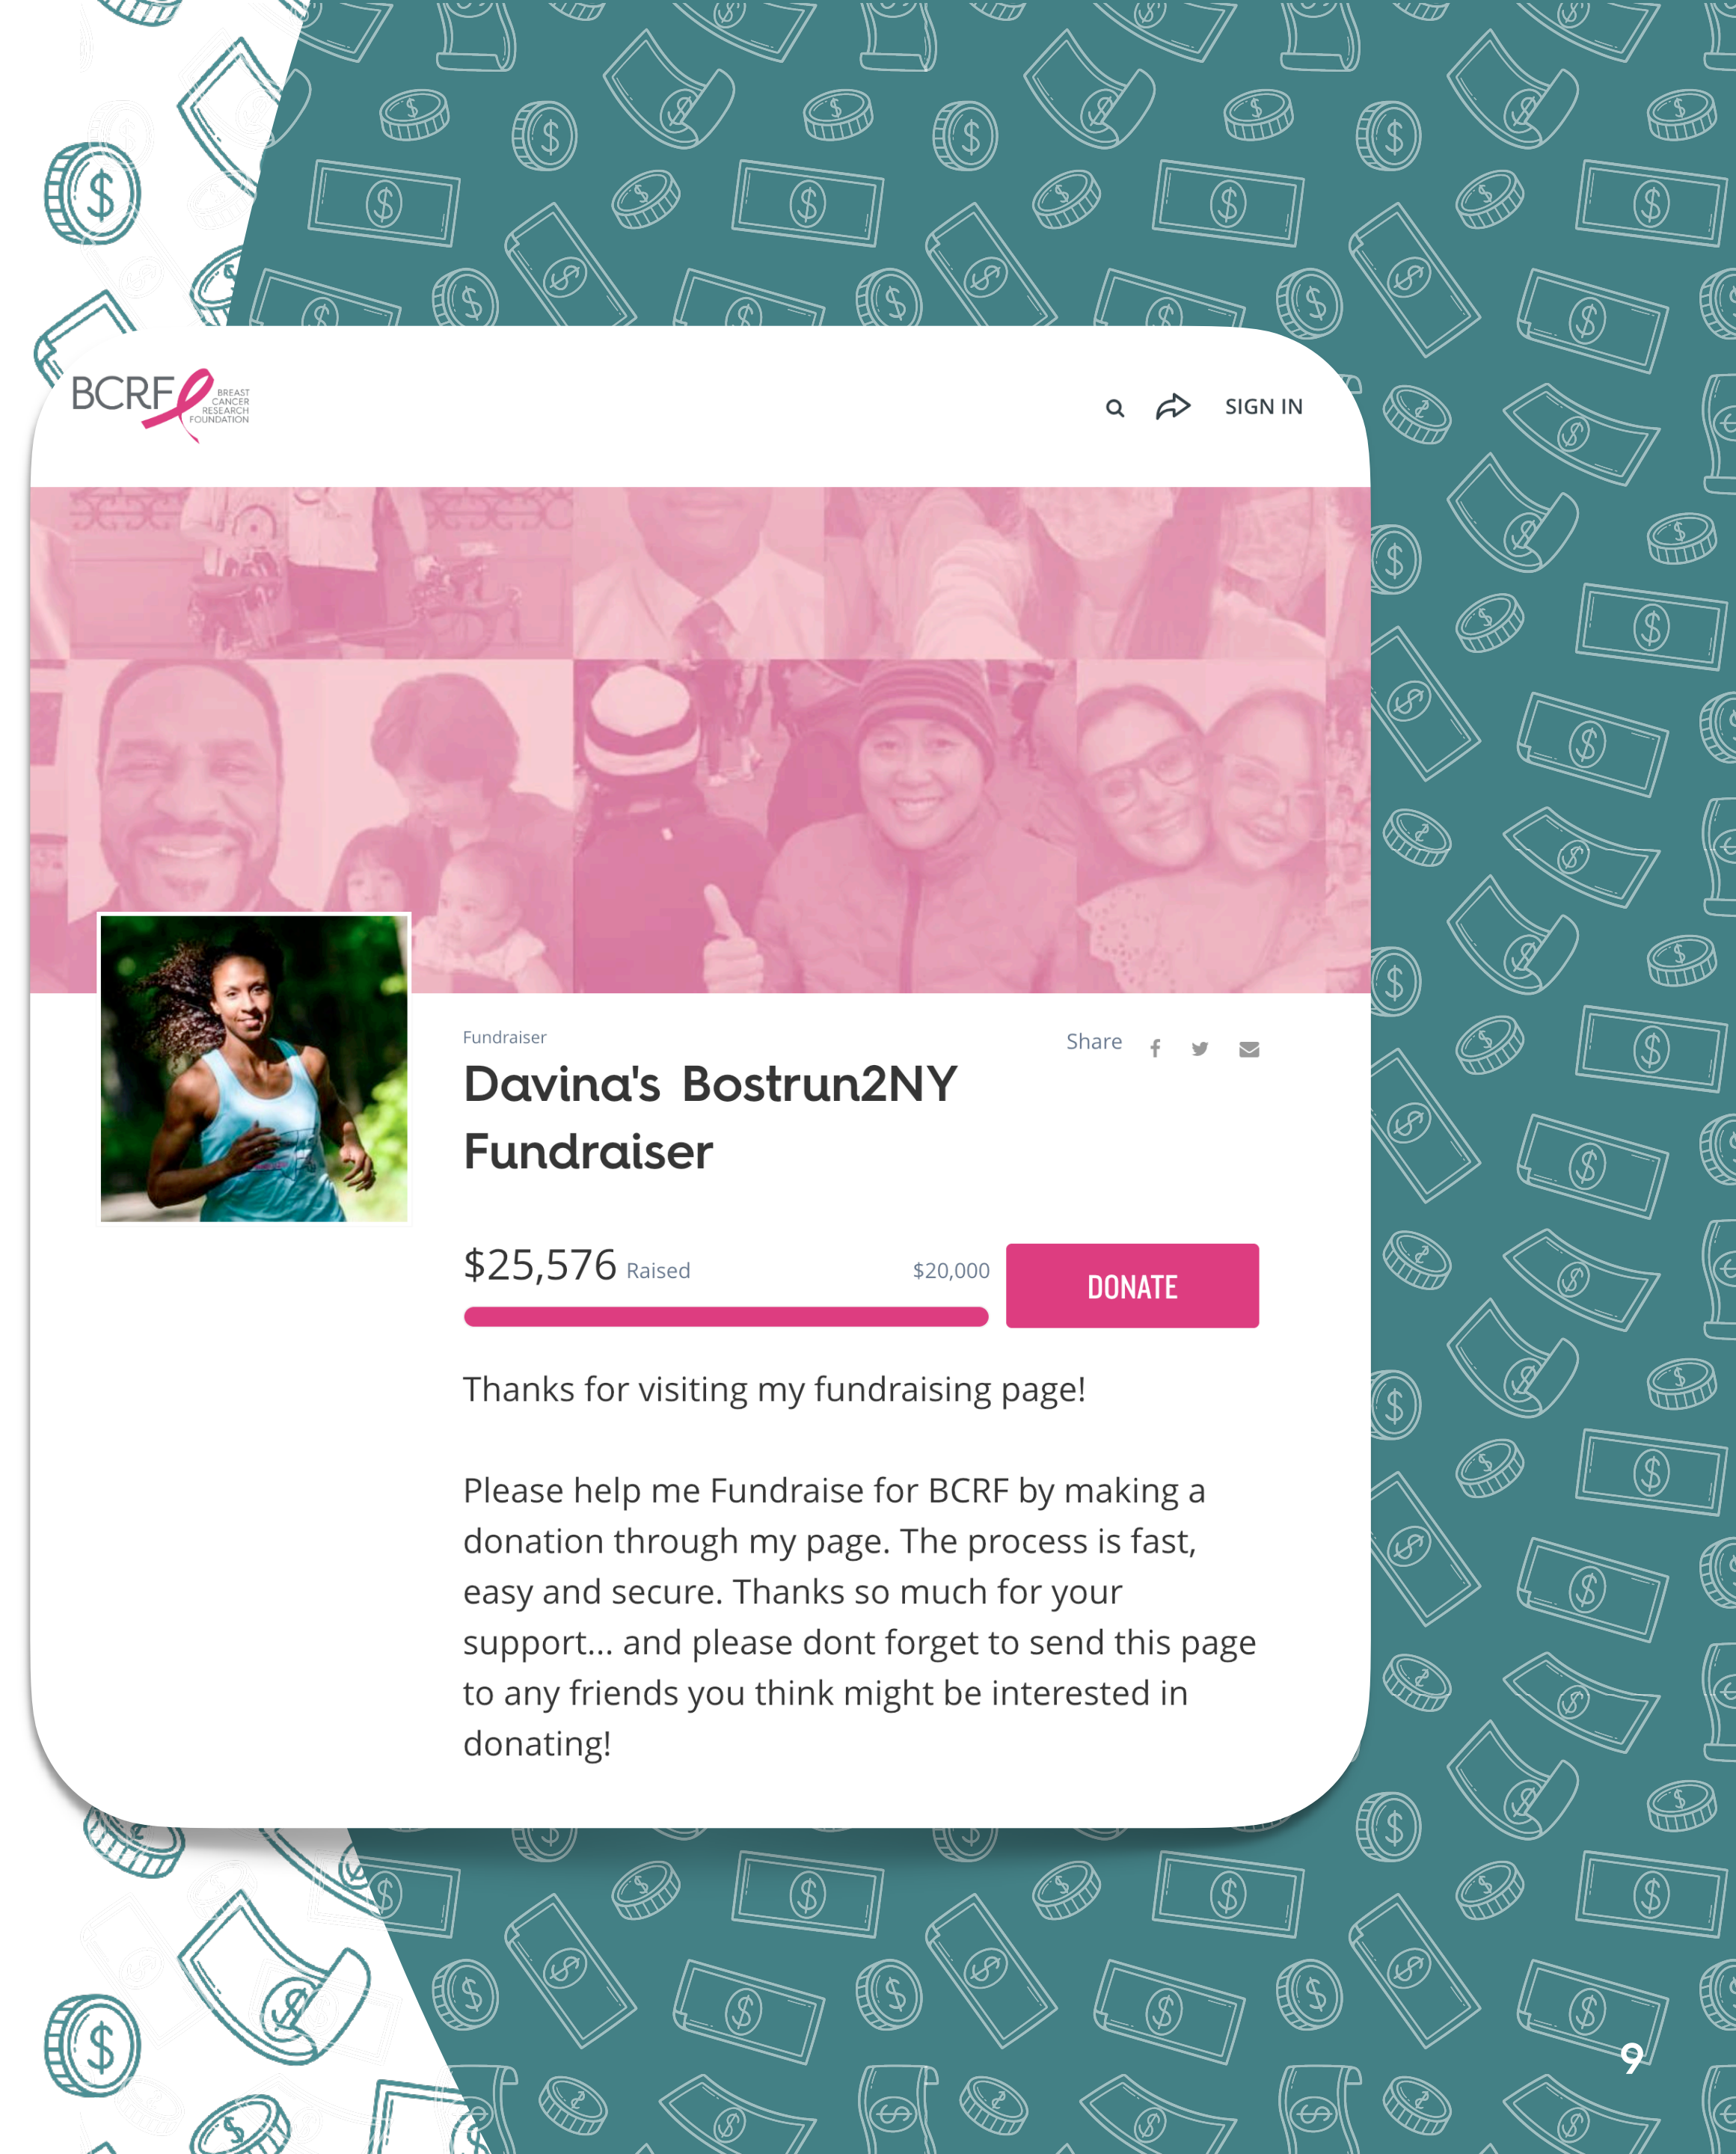 BCRF
BREAST
CANCER
RESEARCH
FOUNDATION
SIGN IN
Fundraiser
Share
Davina's Bostrun2NY
Fundraiser
$25,576 Raised
$20,000
DONATE
Thanks for visiting my fundraising page!
Please help me Fundraise for BCRF by making a
donation through my page. The process is fast,
easy and secure. Thanks so much for your
support... and please dont forget to send this page
to any friends you think might be interested in
donating!
9